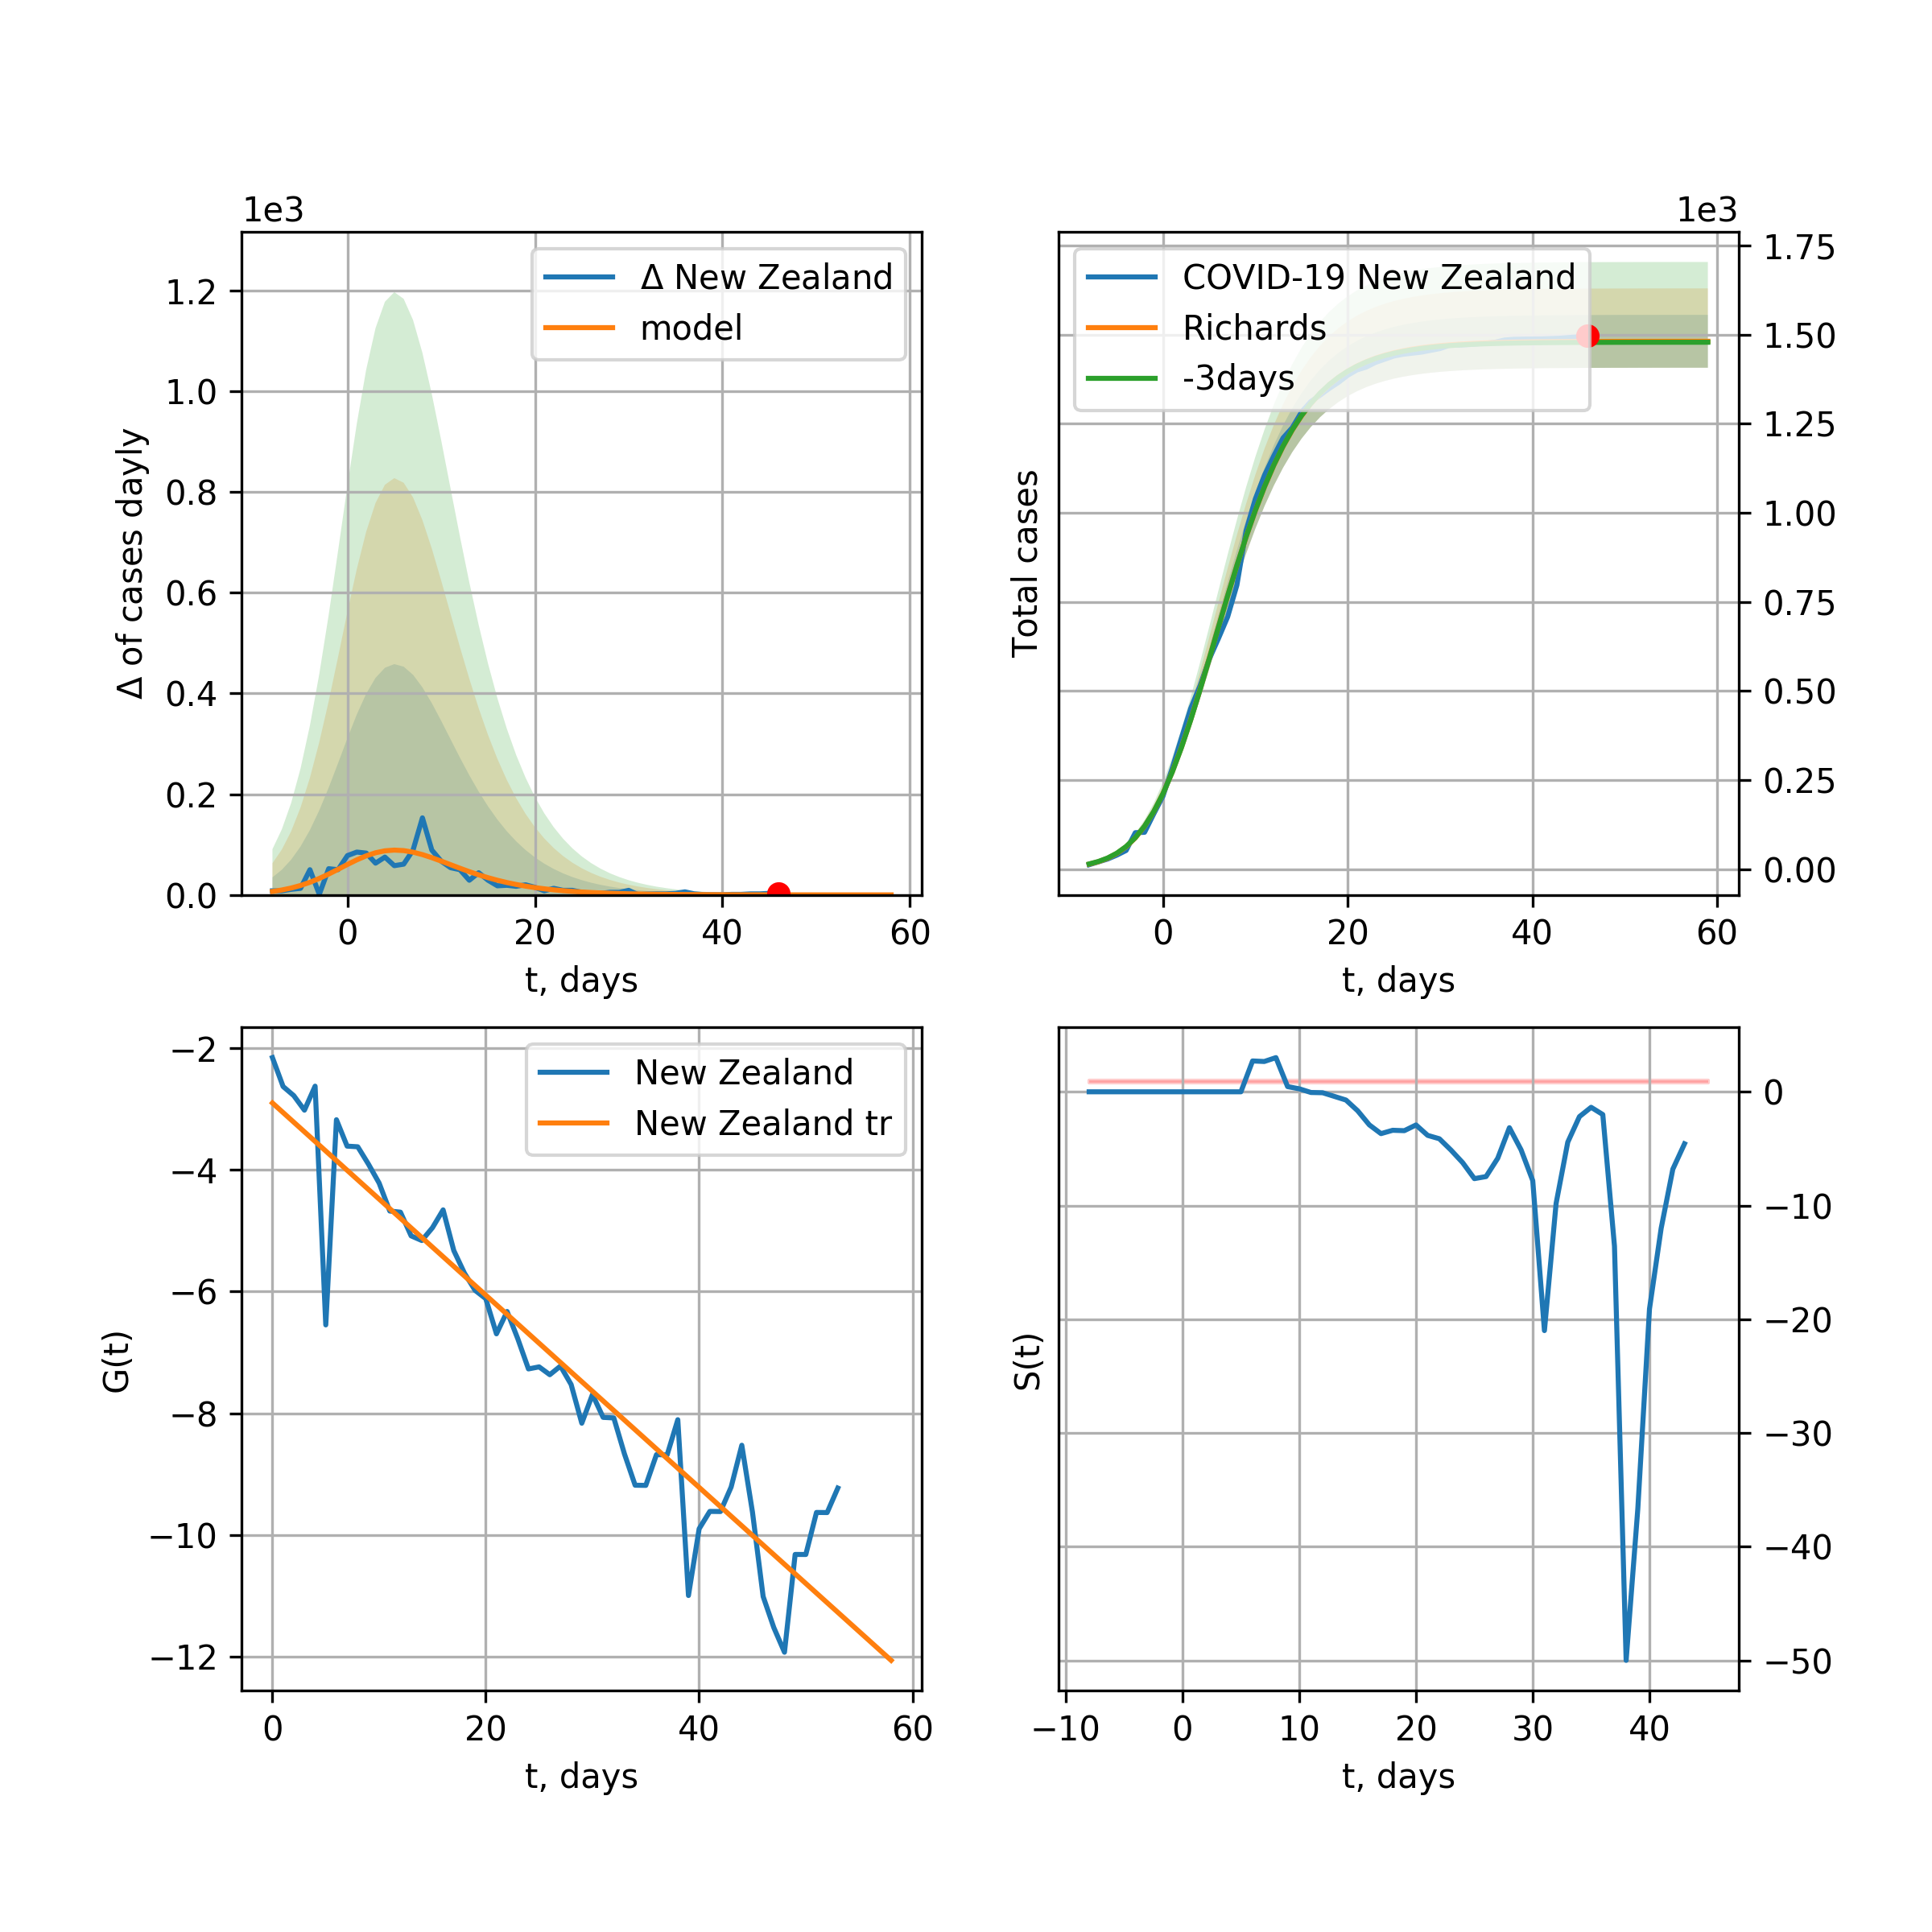 1e3
Δ of cases dayly
1.2
1.0
0.8
0.6
0.4
0.2
0.0
0 20 40 60
t, days
Δ New Zealand
model
1e3
Total cases
1.75
1.50
1.25
1.00
0.75
0.50
0.25
0.00
0 20 40 60
t, days
COVID-19 New Zealand
Richards
-3days
G(t)
−2
−4
−6
−8
−10
−12
0 20 40 60
t, days
New Zealand
New Zealand tr
S(t)
0
−10
−20
−30
−40
−50
−10 0 10 20 30 40
t, days